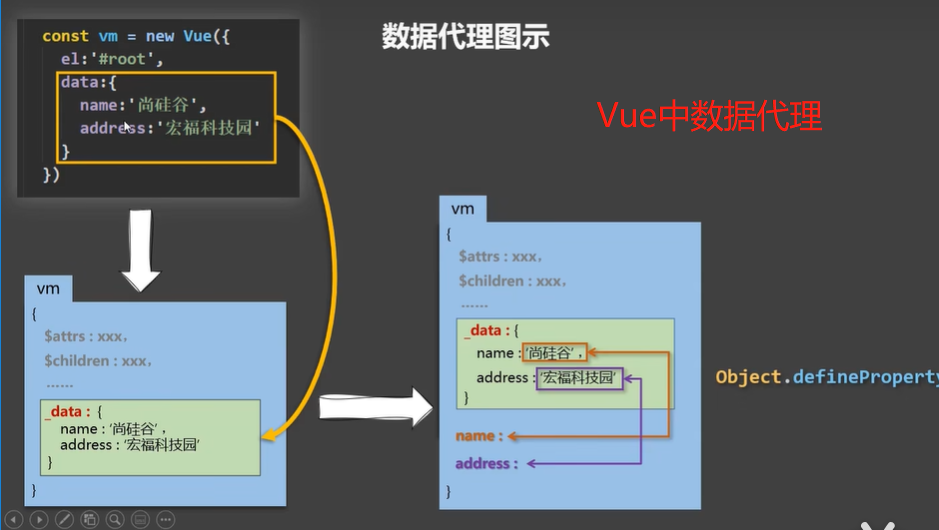 数据代理图示
const vm = new Vue({
el:'#root',
data:{
name:'尚硅谷',
address:'宏福科技园'
}
})
Vue中数据代理
vm
{
$attrs : xxx,
$children : xxx,
......
_data : {
name : '尚硅谷' ,
address : '宏福科技园'
}
}
vm
{
$attrs : xxx,
$children : xxx,
......
_data : {
name : '尚硅谷' ,
address : '宏福科技园'
}
name :
address :
}
Object.defineProperty